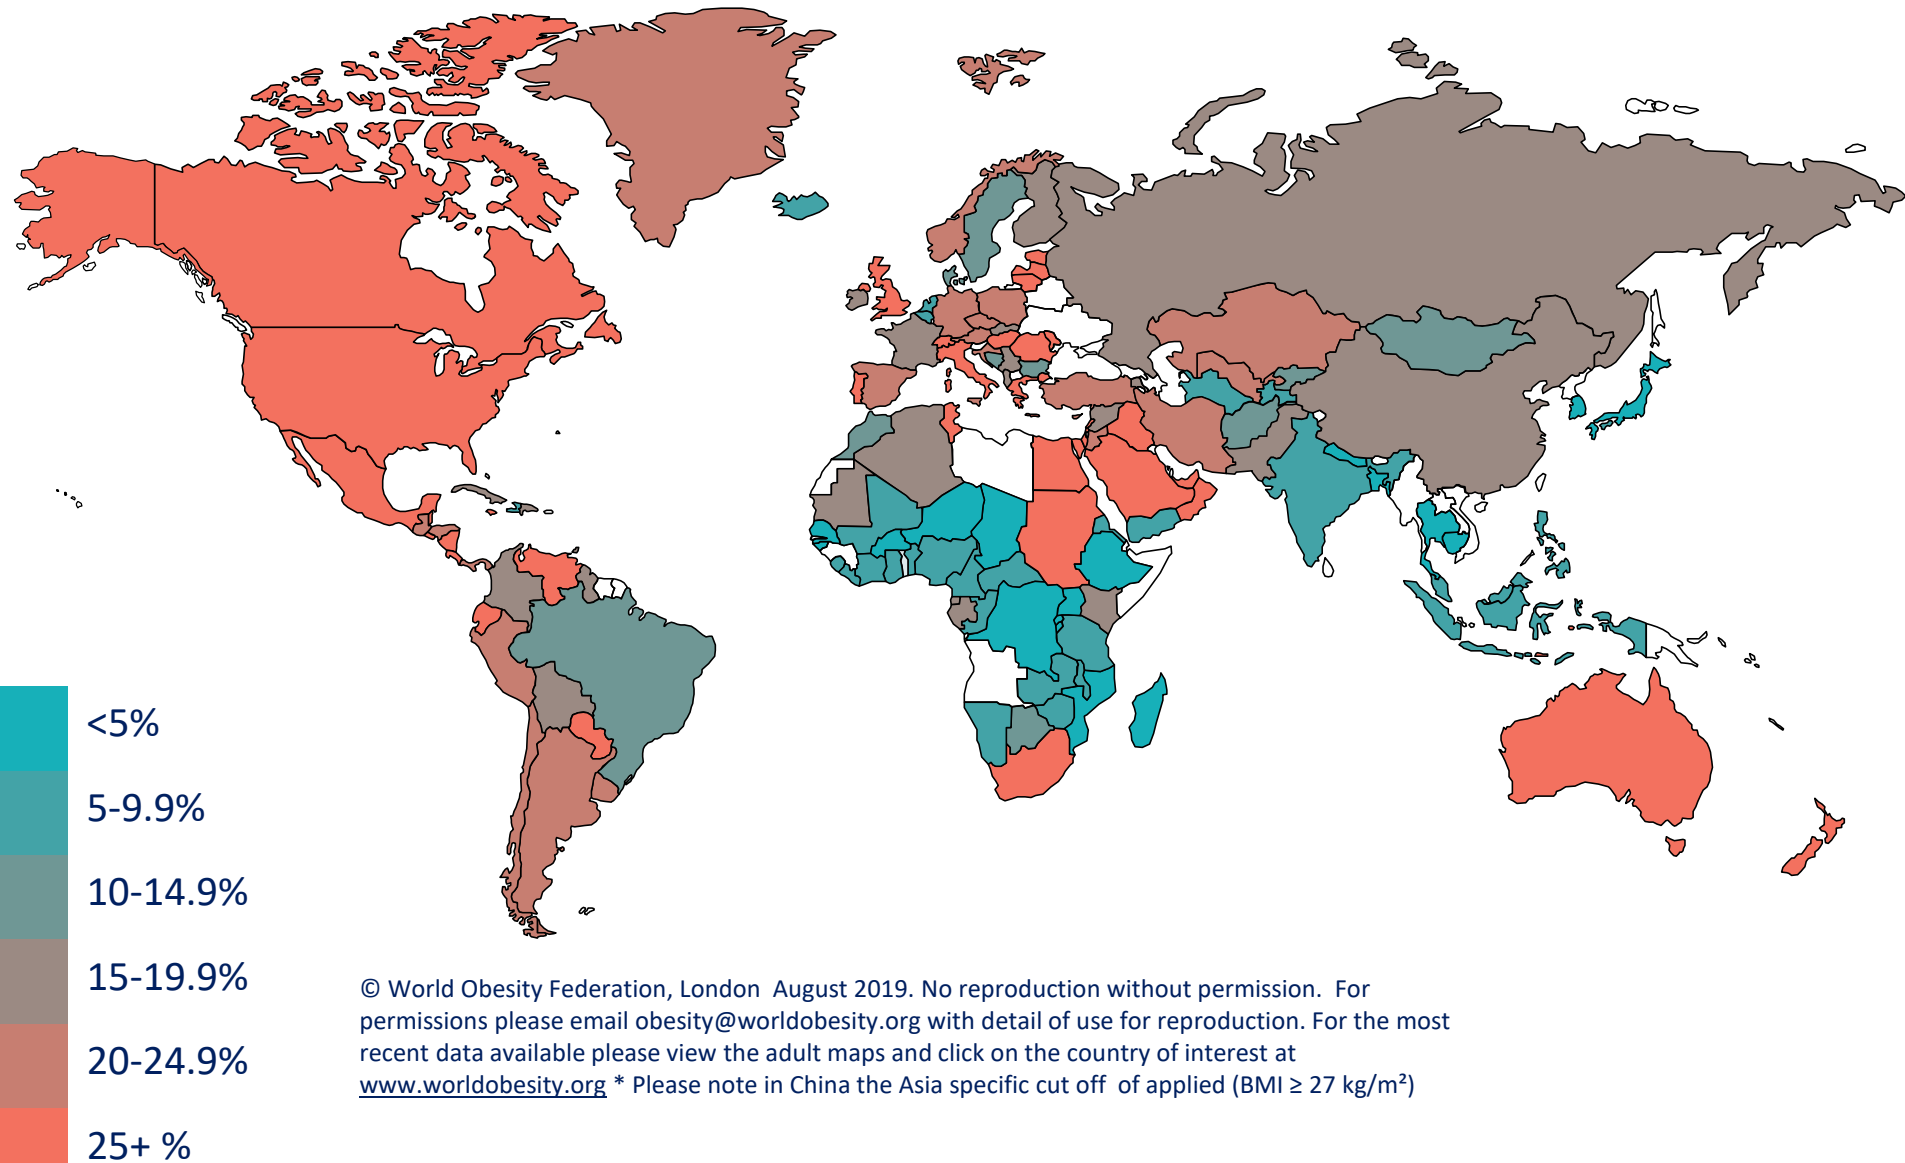 <5%
5-9.9%
10-14.9%
15-19.9%
20-24.9%
25+ %
© World Obesity Federation, London  August 2019. No reproduction without permission.  For
permissions please email obesity@worldobesity.org with detail of use for reproduction. For the most
recent data available please view the adult maps and click on the country of interest at
www.worldobesity.org * Please note in China the Asia specific cut off  of applied (BMI ≥ 27 kg/m²)